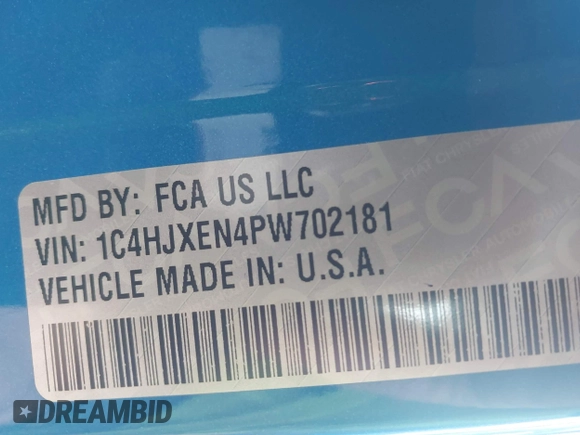 MFD BY: FCA US LLC
VIN: 1C4HJXEN4PW702181
VEHICLE MADE IN: U.S.A.
DREAMBID